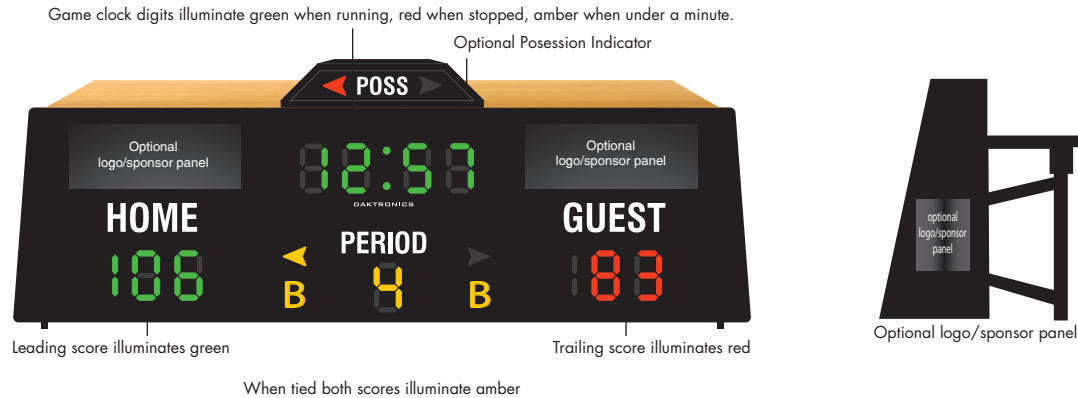 Game clock digits illuminate green when running, red when stopped, amber when under a minute.
Optional Posession Indicator
POSS
Optional
logo/sponsor panel
12:57
DAKTRONICS
Optional
logo/sponsor panel
HOME
PERIOD
GUEST
106
B
4
B
83
optional
logo/sponsor
panel
Leading score illuminates green
Trailing score illuminates red
Optional logo/sponsor panel
When tied both scores illuminate amber